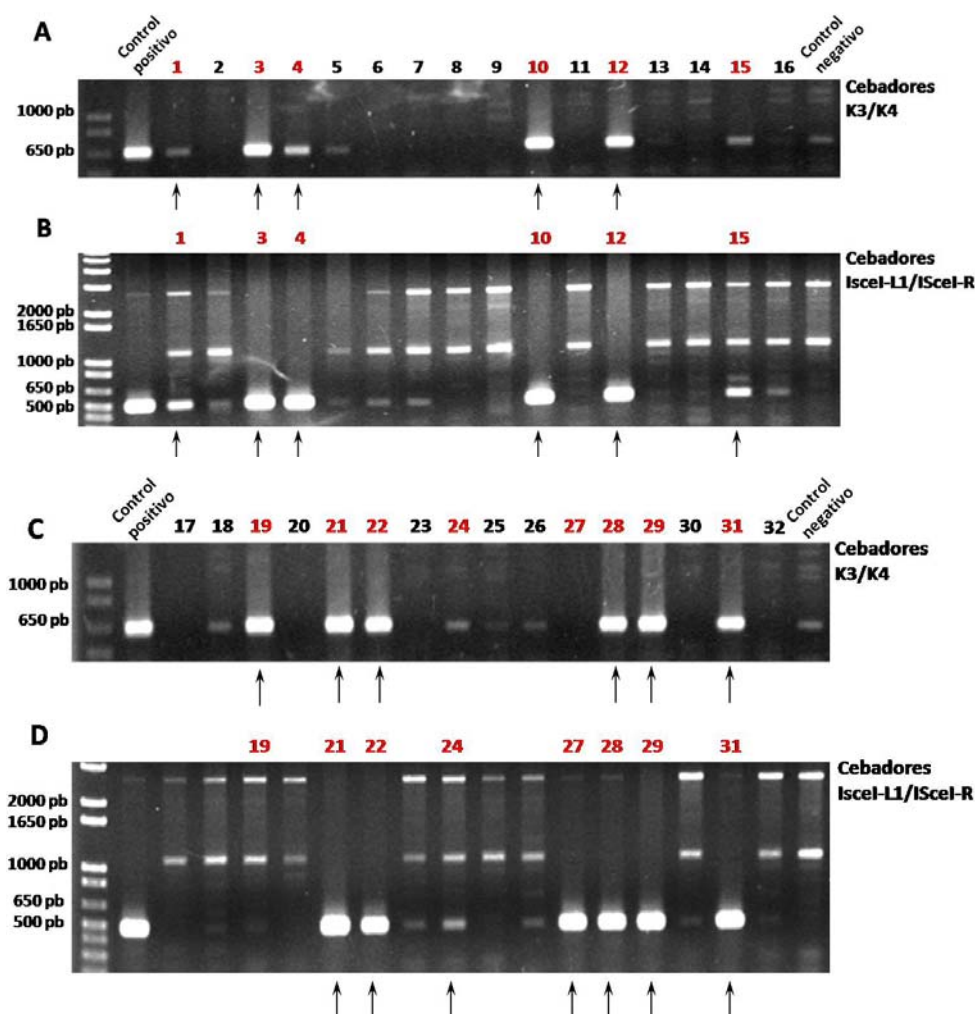 A
Control positivo
1 2 3 4 5 6 7 8 9 10 11 12 13 14 15 16
Control negativo
Cebadores
K3/K4
1000 pb
650 pb
B
1 3 4 10 12 15
Cebadores
IsceI-L1/ISceI-R
2000 pb
1650 pb
1000 pb
650 pb
500 pb
C
Control positivo
17 18 19 20 21 22 23 24 25 26 27 28 29 30 31 32
Control negativo
Cebadores
K3/K4
1000 pb
650 pb
D
19 21 22 24 27 28 29 31
Cebadores
IsceI-L1/ISceI-R
2000 pb
1650 pb
1000 pb
650 pb
500 pb